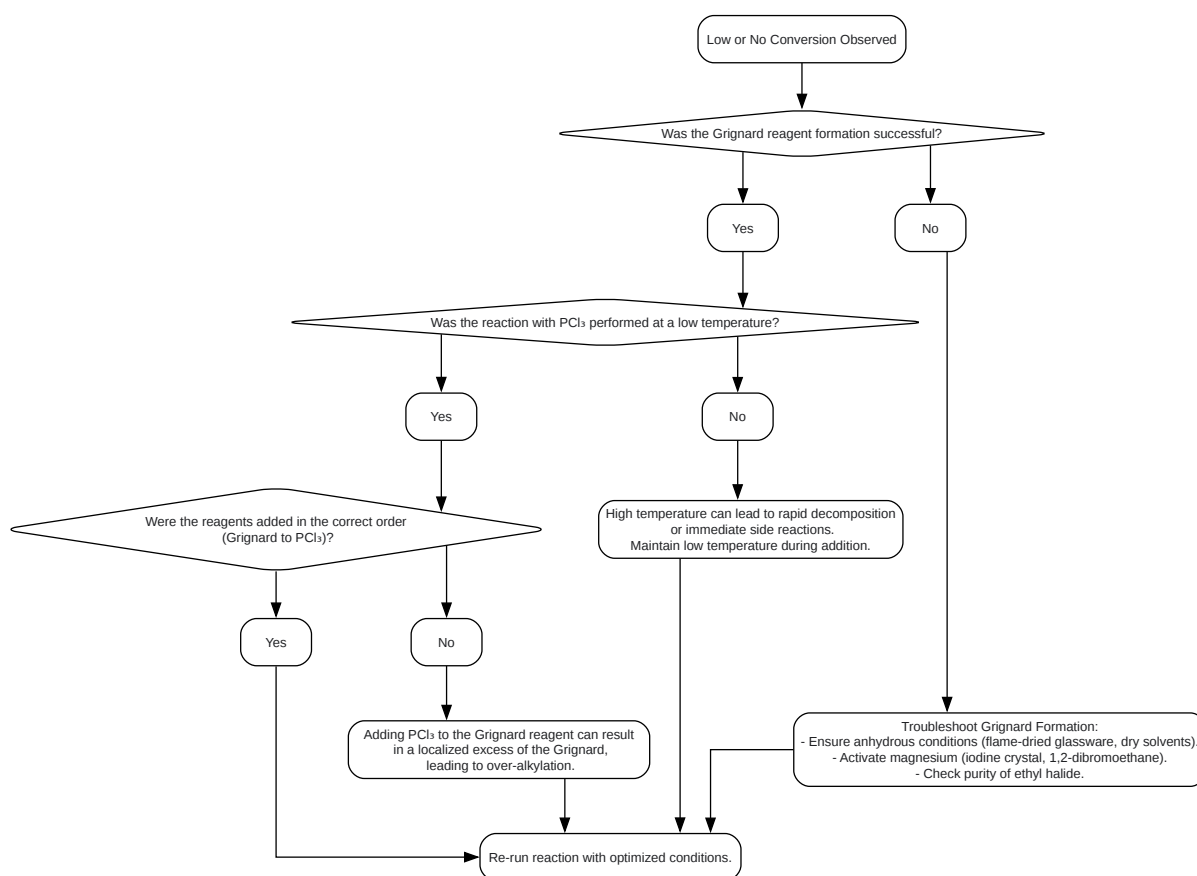 Low or No Conversion Observed
Was the Grignard reagent formation successful?
Yes
No
Was the reaction with PCl₃ performed at a low temperature?
Yes
No
Were the reagents added in the correct order
(Grignard to PCl₃)?
High temperature can lead to rapid decomposition
or immediate side reactions.
Maintain low temperature during addition.
Yes
No
Adding PCl₃ to the Grignard reagent can result
in a localized excess of the Grignard,
leading to over-alkylation.
Troubleshoot Grignard Formation:
- Ensure anhydrous conditions (flame-dried glassware, dry solvents).
- Activate magnesium (iodine crystal, 1,2-dibromoethane).
- Check purity of ethyl halide.
Re-run reaction with optimized conditions.